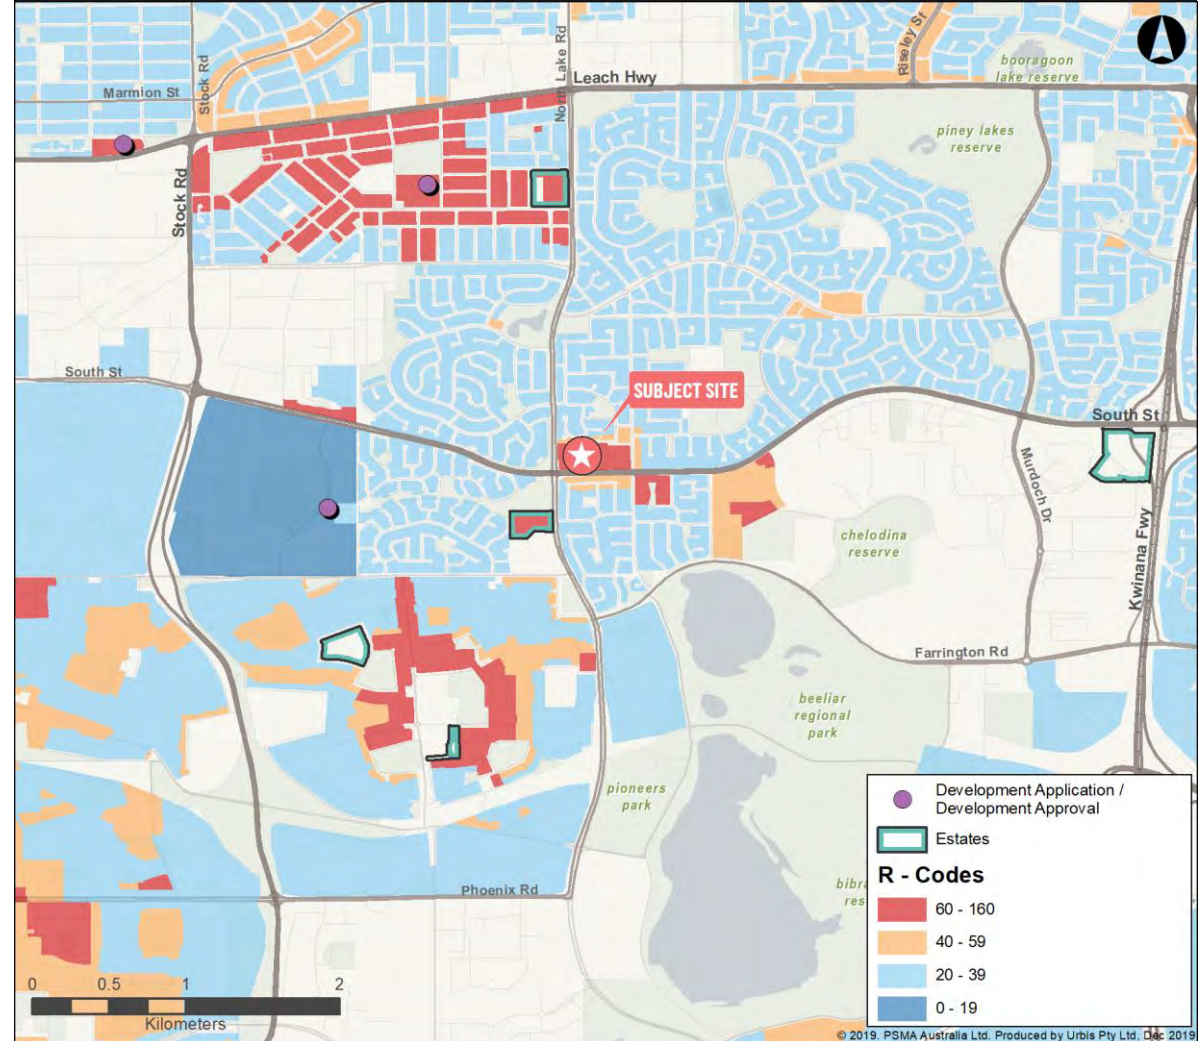 Riseley St
booragoon
lake reserve
Stock Rd
North Lake Rd
Leach Hwy
Marmion St
piney lakes
reserve
Stock Rd
South St
SUBJECT SITE
South St
Murdoch Dr
chelodina
reserve
Kwinana Fwy
Farrington Rd
beeliar
regional
park
pioneers
park
Phoenix Rd
bibra
res
Development Application /
Development Approval
Estates
R - Codes
60 - 160
40 - 59
20 - 39
0 - 19
0 0.5 1 2
Kilometers
© 2019. PSMA Australia Ltd. Produced by Urbis Pty Ltd, Dec 2019